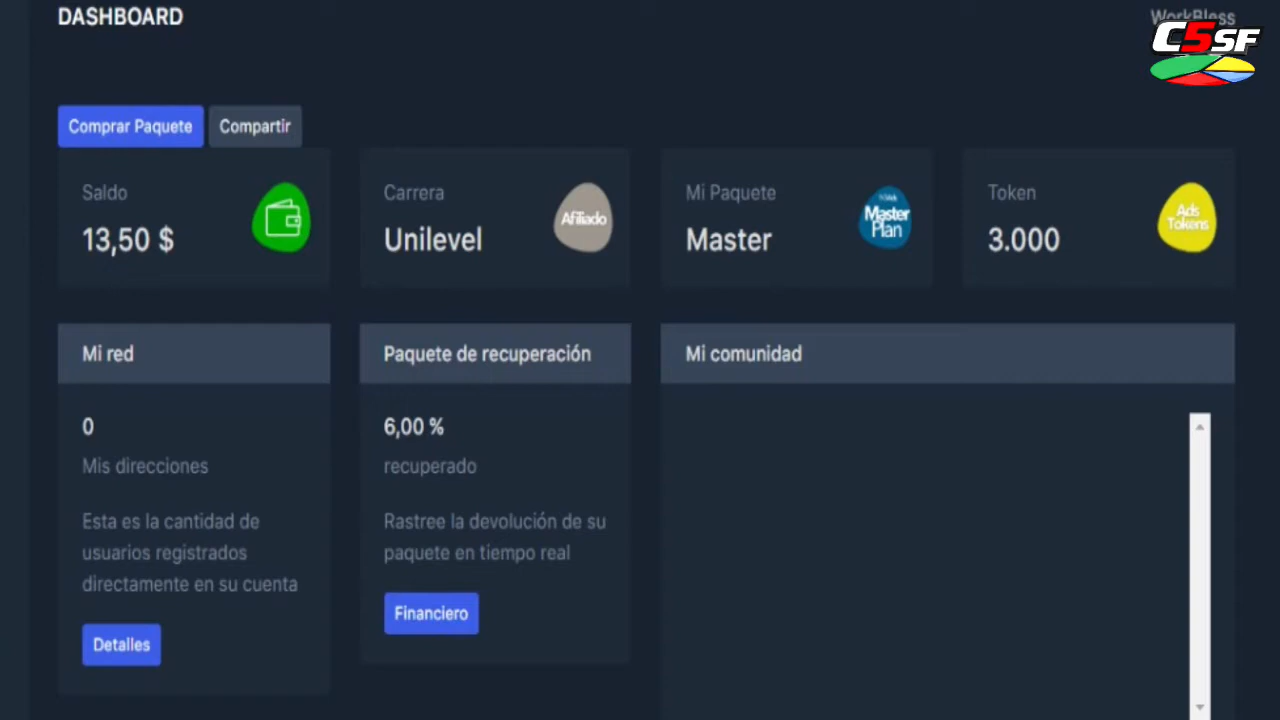 DASHBOARD
WorkBless
C5SF
Comprar Paquete
Compartir
Saldo
13,50 $
Carrera
Unilevel
Afiliado
Mi Paquete
Master
Master
Plan
Token
3.000
Ads
Tokens
Mi red
0
Mis direcciones
Esta es la cantidad de
usuarios registrados
directamente en su cuenta
Detalles
Paquete de recuperación
6,00 %
recuperado
Rastree la devolución de su
paquete en tiempo real
Financiero
Mi comunidad